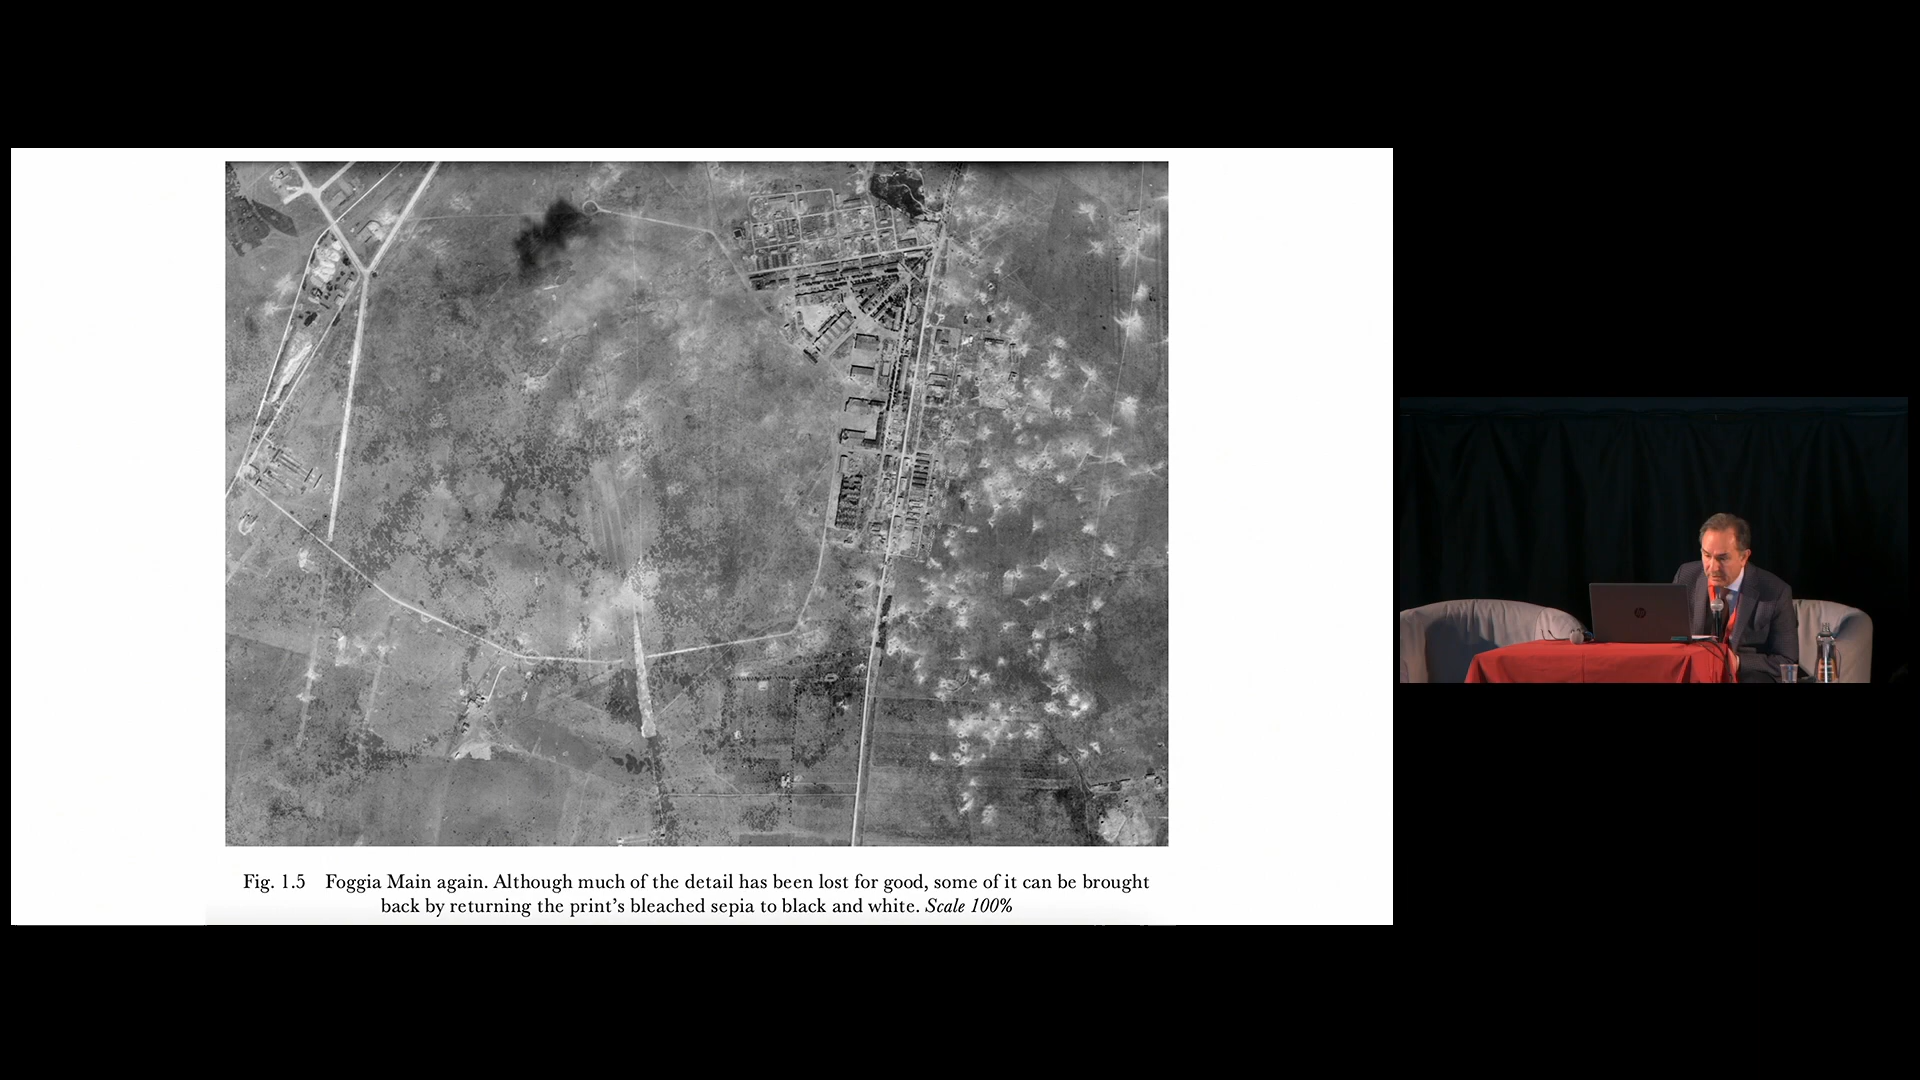 Fig. 1.5 Foggia Main again. Although much of the detail has been lost for good, some of it can be brought
back by returning the print’s bleached sepia to black and white. Scale 100%
hp